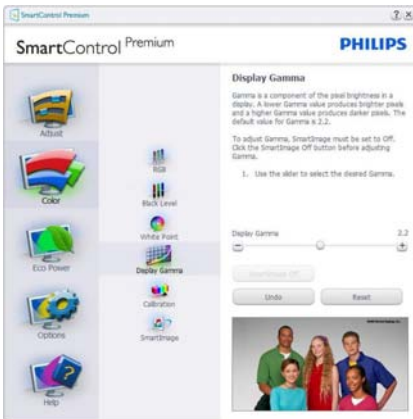 SmartControl Premium
SmartControl Premium
PHILIPS
Adjust
Color
Eco Power
Options
Help
RGB
Black Level
White Point
Display Gamma
Calibration
SmartImage
Display Gamma
Gamma is a component of the pixel brightness in a
display. A lower Gamma value produces brighter pixels
and a higher Gamma value produces darker pixels. The
default value for Gamma is 2.2.
To adjust Gamma, SmartImage must be set to Off.
Click the SmartImage Off button before adjusting
Gamma.
1. Use the slider to select the desired Gamma.
Display Gamma 2.2
SmartImage Off
Undo Reset